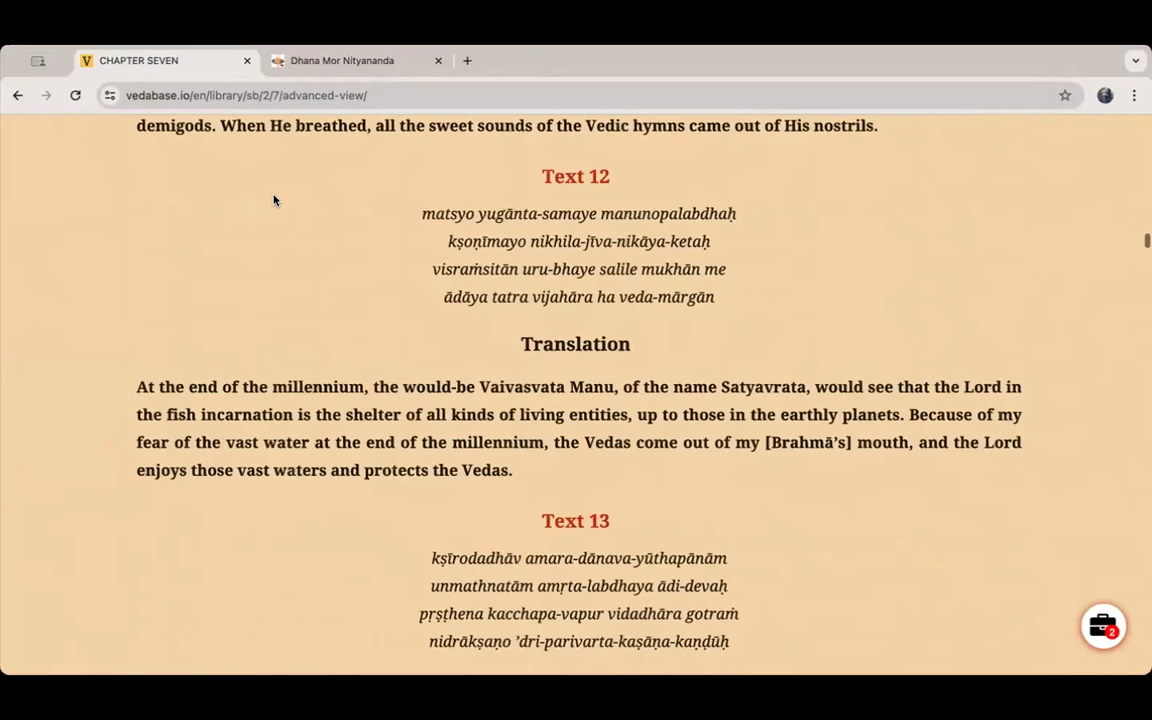 CHAPTER SEVEN
Dhana Mor Nityananda
vedabase.io/en/library/sb/2/7/advanced-view/
demigods. When He breathed, all the sweet sounds of the Vedic hymns came out of His nostrils.
Text 12
matsyo yugānta-samaye manunopalabdhaḥ
kṣoṇīmayo nikhila-jīva-nikāya-ketaḥ
visraṁsitān uru-bhaye salile mukhān me
ādāya tatra vijahāra ha veda-mārgān
Translation
At the end of the millennium, the would-be Vaivasvata Manu, of the name Satyavrata, would see that the Lord in
the fish incarnation is the shelter of all kinds of living entities, up to those in the earthly planets. Because of my
fear of the vast water at the end of the millennium, the Vedas come out of my [Brahmā’s] mouth, and the Lord
enjoys those vast waters and protects the Vedas.
Text 13
kṣīrodadhāv amara-dānava-yūthapānām
unmathnatām amṛta-labdhaya ādi-devaḥ
pṛṣṭhena kacchapa-vapur vidadhāra gotraṁ
nidrākṣaṇo ’dri-parivarta-kaṣāṇa-kaṇḍūḥ
2